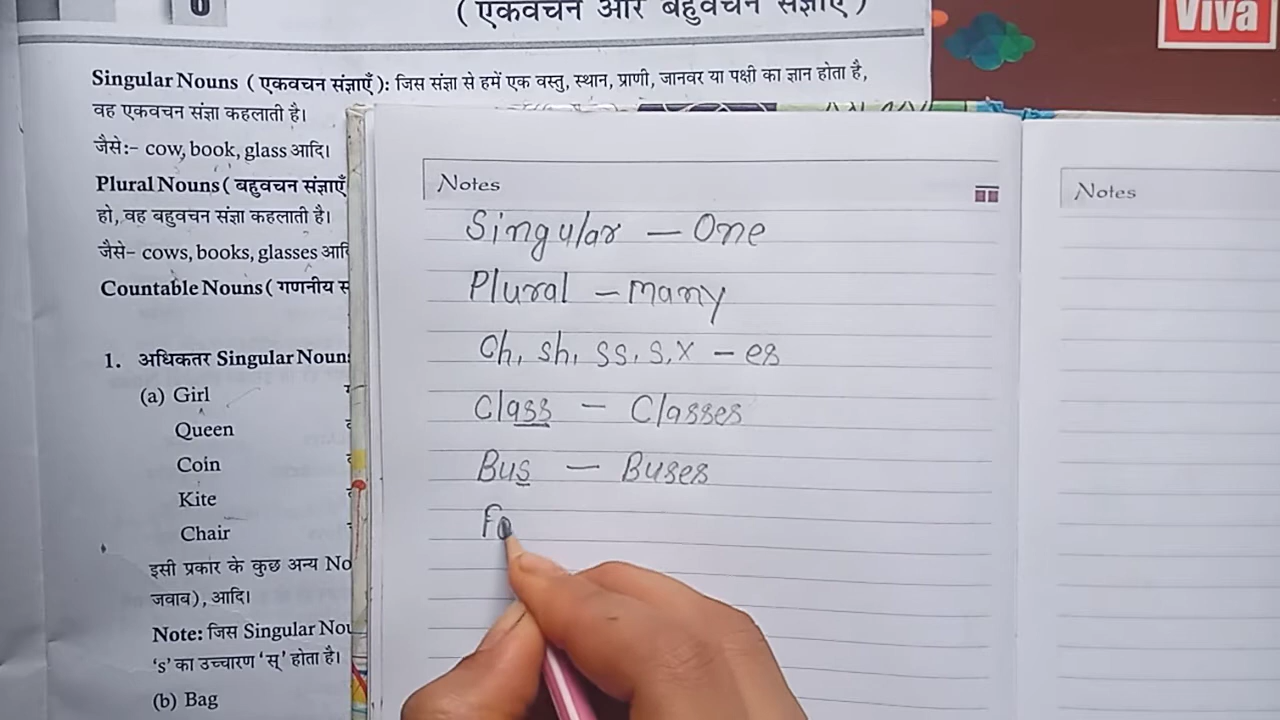 6
(एकवचन और बहुवचन संज्ञाएँ)
Viva
Singular Nouns (एकवचन संज्ञाएँ): जिस संज्ञा से हमें एक वस्तु, स्थान, प्राणी, जानवर या पक्षी का ज्ञान होता है,
वह एकवचन संज्ञा कहलाती है।
जैसे:- cow, book, glass आदि।
Plural Nouns (बहुवचन संज्ञाएँ
हो, वह बहुवचन संज्ञा कहलाती है।
जैसे- cows, books, glasses
Countable Nouns (गणनीय
1. अधिकतर Singular Noun
(a) Girl
Queen
Coin
Kite
Chair
इसी प्रकार के कुछ अन्य No
जवाब), आदि।
Note: जिस Singular
's' का उच्चारण 'स्' होता है।
(b) Bag
Notes
Singular — One
Plural — many
Ch, sh, ss, s, x — es
Class — Classes
Bus — Buses
Fo
Notes